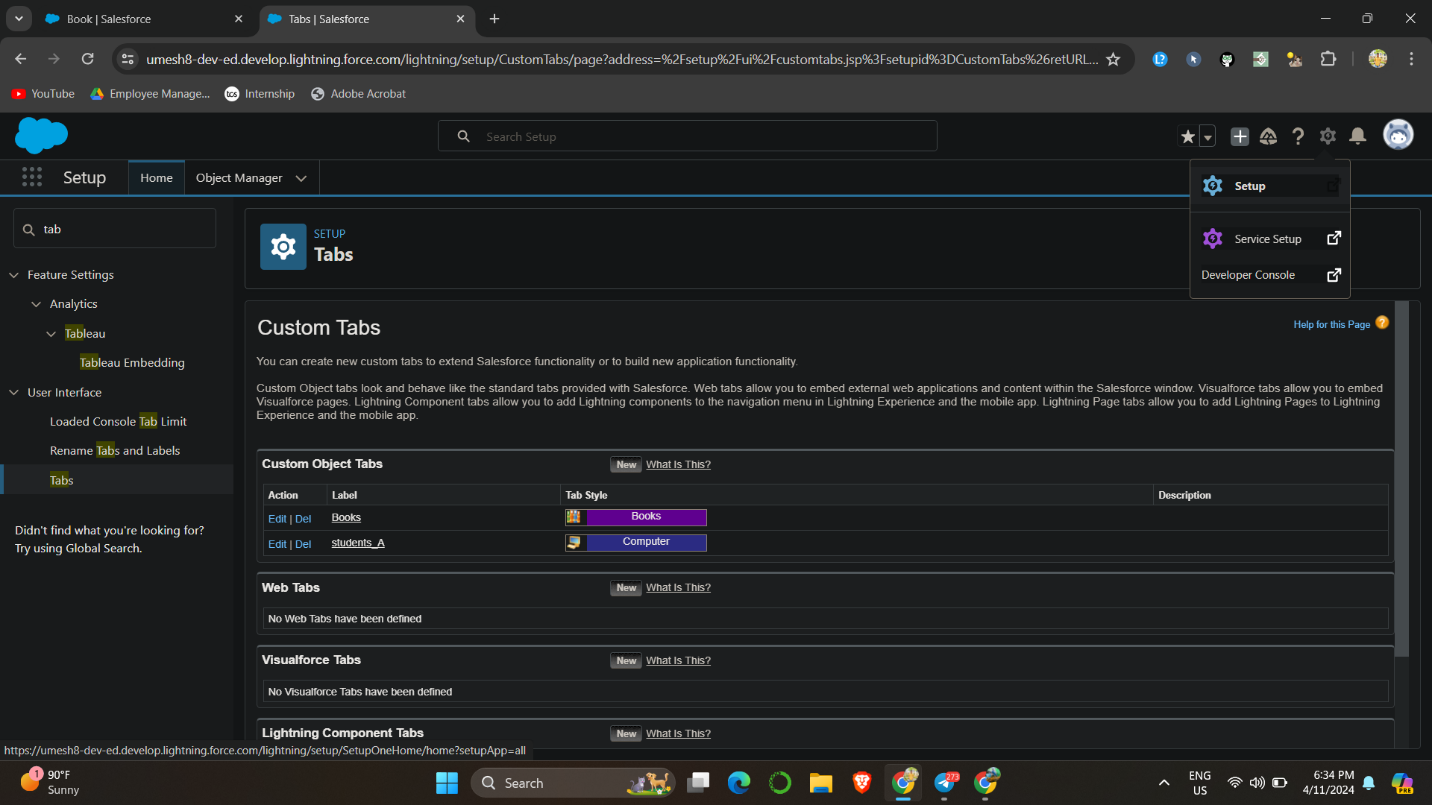 Book | Salesforce
Tabs | Salesforce
umesh8-dev-ed.develop.lightning.force.com/lightning/setup/CustomTabs/page?address=%2Fsetup%2Fui%2Fcustomtabs.jsp%3Fsetupid%3DCustomTabs%26retURL...
YouTube
Employee Manage...
Internship
Adobe Acrobat
Search Setup
Setup
Home
Object Manager
Setup
Service Setup
Developer Console
tab
Feature Settings
Analytics
Tableau
Tableau Embedding
User Interface
Loaded Console Tab Limit
Rename Tabs and Labels
Tabs
Didn't find what you're looking for?
Try using Global Search.
SETUP
Tabs
Custom Tabs
Help for this Page ?
You can create new custom tabs to extend Salesforce functionality or to build new application functionality.
Custom Object tabs look and behave like the standard tabs provided with Salesforce. Web tabs allow you to embed external web applications and content within the Salesforce window. Visualforce tabs allow you to embed
Visualforce pages. Lightning Component tabs allow you to add Lightning components to the navigation menu in Lightning Experience and the mobile app. Lightning Page tabs allow you to add Lightning Pages to Lightning
Experience and the mobile app.
Custom Object Tabs New What Is This?
Action Label Tab Style Description
Edit | Del Books Books
Edit | Del students_A Computer
Web Tabs New What Is This?
No Web Tabs have been defined
Visualforce Tabs New What Is This?
No Visualforce Tabs have been defined
Lightning Component Tabs New What Is This?
https://umesh8-dev-ed.develop.lightning.force.com/lightning/setup/SetupOneHome/home?setupApp=all
1
90°F
Sunny
Search
273
ENG
US
6:34 PM
4/11/2024
PRE